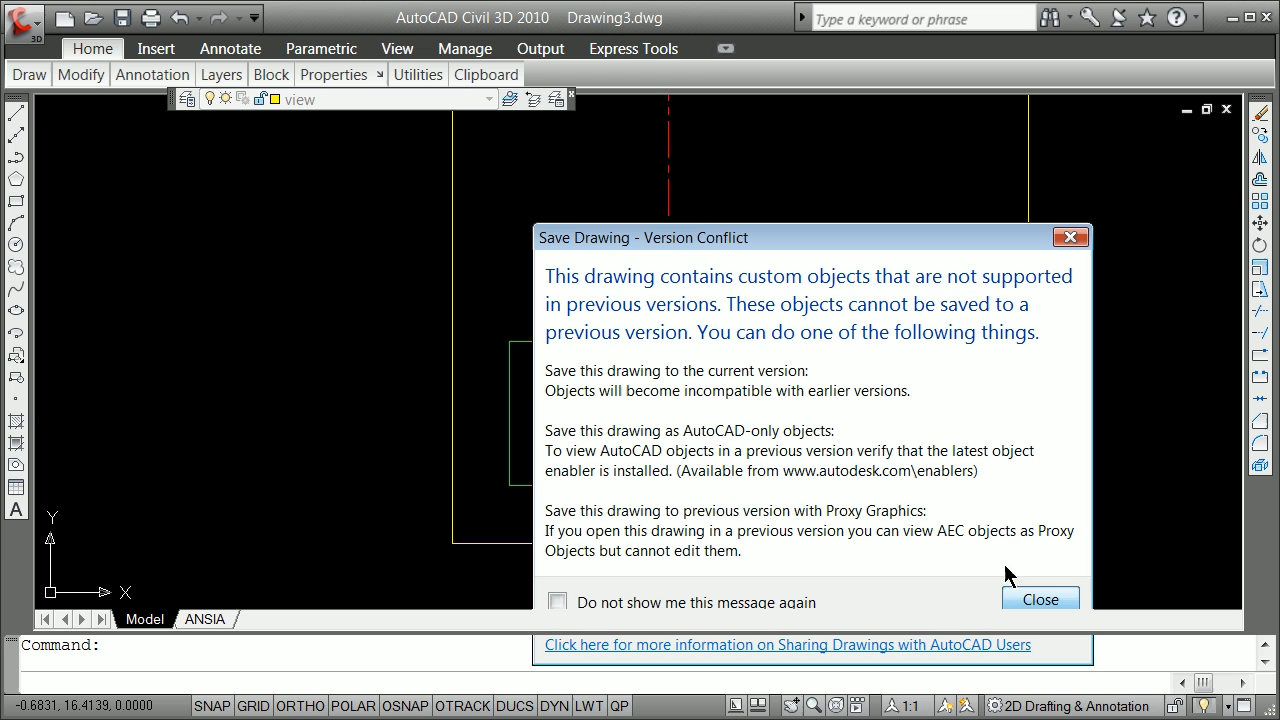 AutoCAD Civil 3D 2010 Drawing3.dwg
Type a keyword or phrase
3D
Home Insert Annotate Parametric View Manage Output Express Tools
Draw Modify Annotation Layers Block Properties Utilities Clipboard
view
Save Drawing - Version Conflict
This drawing contains custom objects that are not supported
in previous versions. These objects cannot be saved to a
previous version. You can do one of the following things.
Save this drawing to the current version:
Objects will become incompatible with earlier versions.
Save this drawing as AutoCAD-only objects:
To view AutoCAD objects in a previous version verify that the latest object
enabler is installed. (Available from www.autodesk.com\enablers)
Save this drawing to previous version with Proxy Graphics:
If you open this drawing in a previous version you can view AEC objects as Proxy
Objects but cannot edit them.
Do not show me this message again
Close
Y
X
Model ANSIA
Command:
Click here for more information on Sharing Drawings with AutoCAD Users
-0.6831, 16.4139, 0.0000 SNAP GRID ORTHO POLAR OSNAP OTRACK DUCS DYN LWT QP 1:1 2D Drafting & Annotation